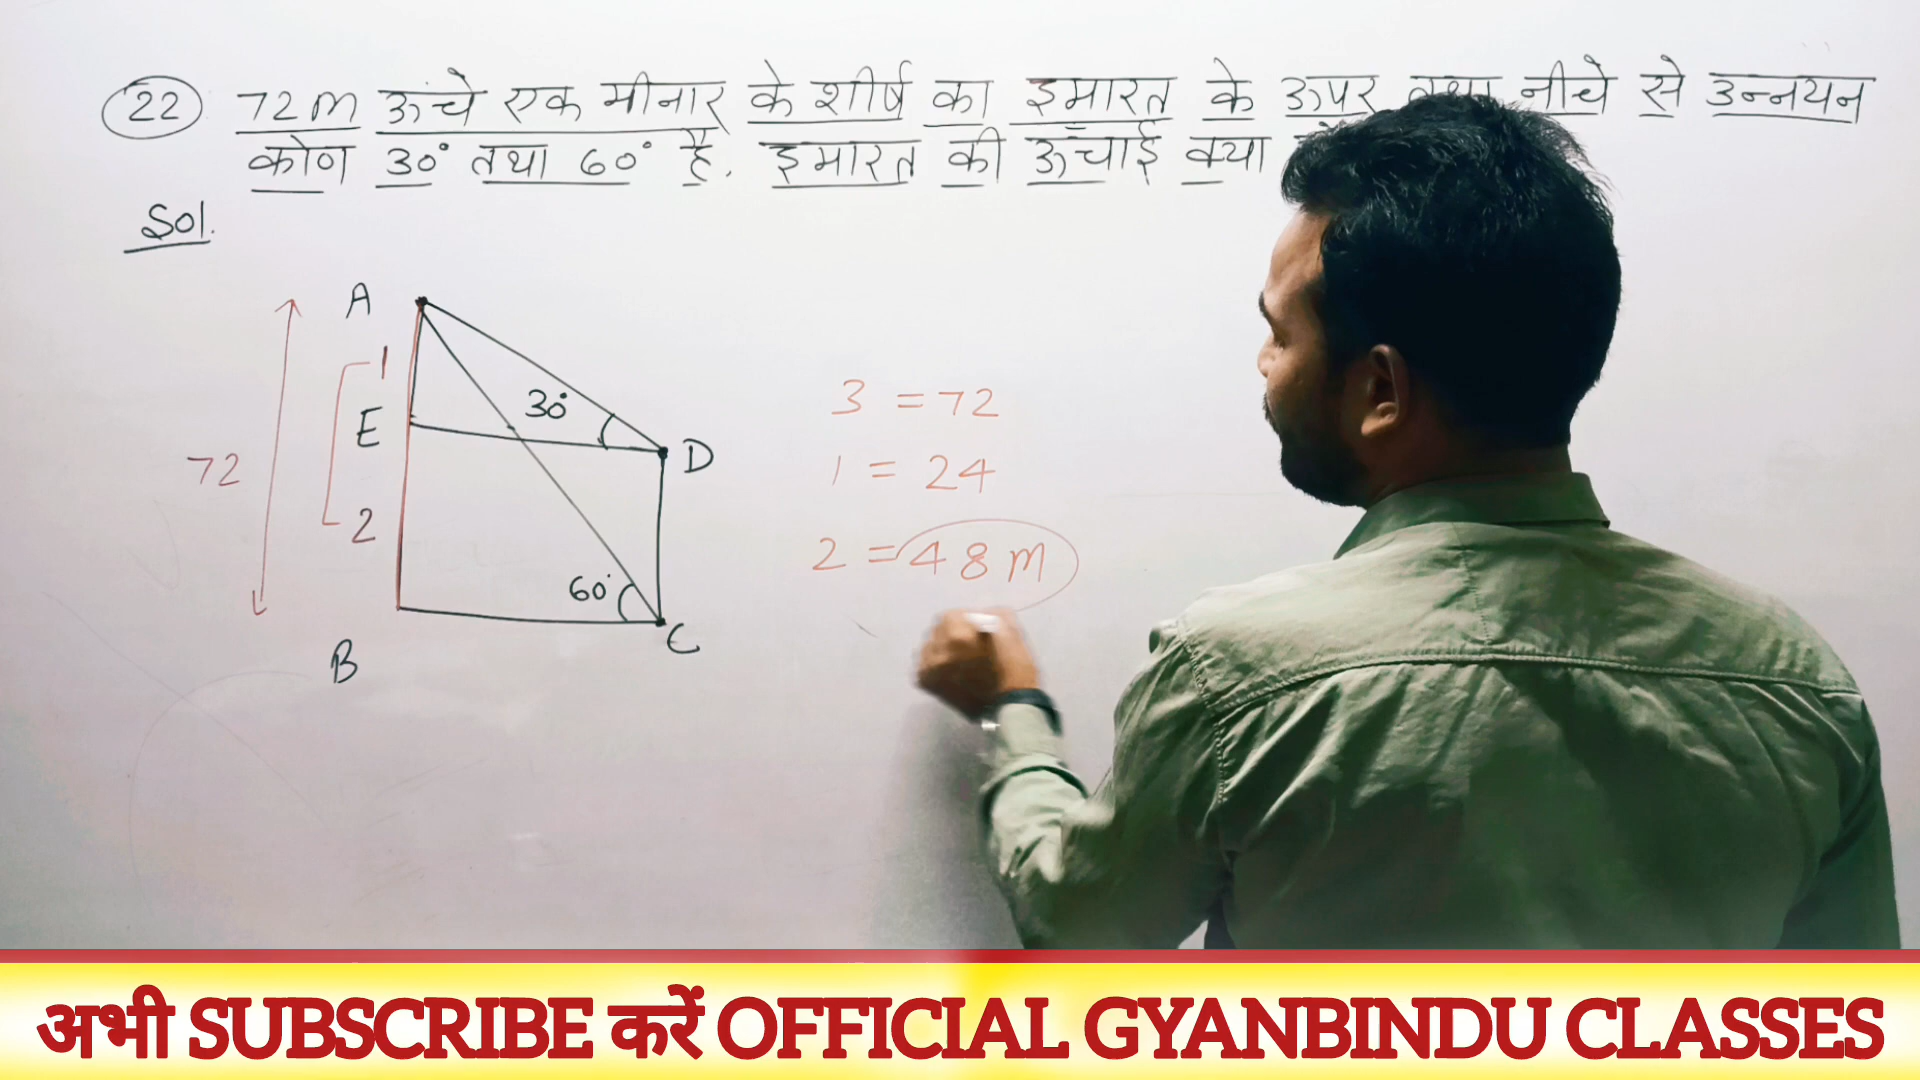 22 72m ऊंचे एक मीनार के शीर्ष का इमारत के ऊपर तथा नीचे से उन्नयन
कोण 30° तथा 60° है. इमारत की ऊँचाई क्या
Sol.
A
1
E
72
2
B
30°
D
60°
C
3 = 72
1 = 24
2 = 48 m
अभी SUBSCRIBE करें OFFICIAL GYANBINDU CLASSES